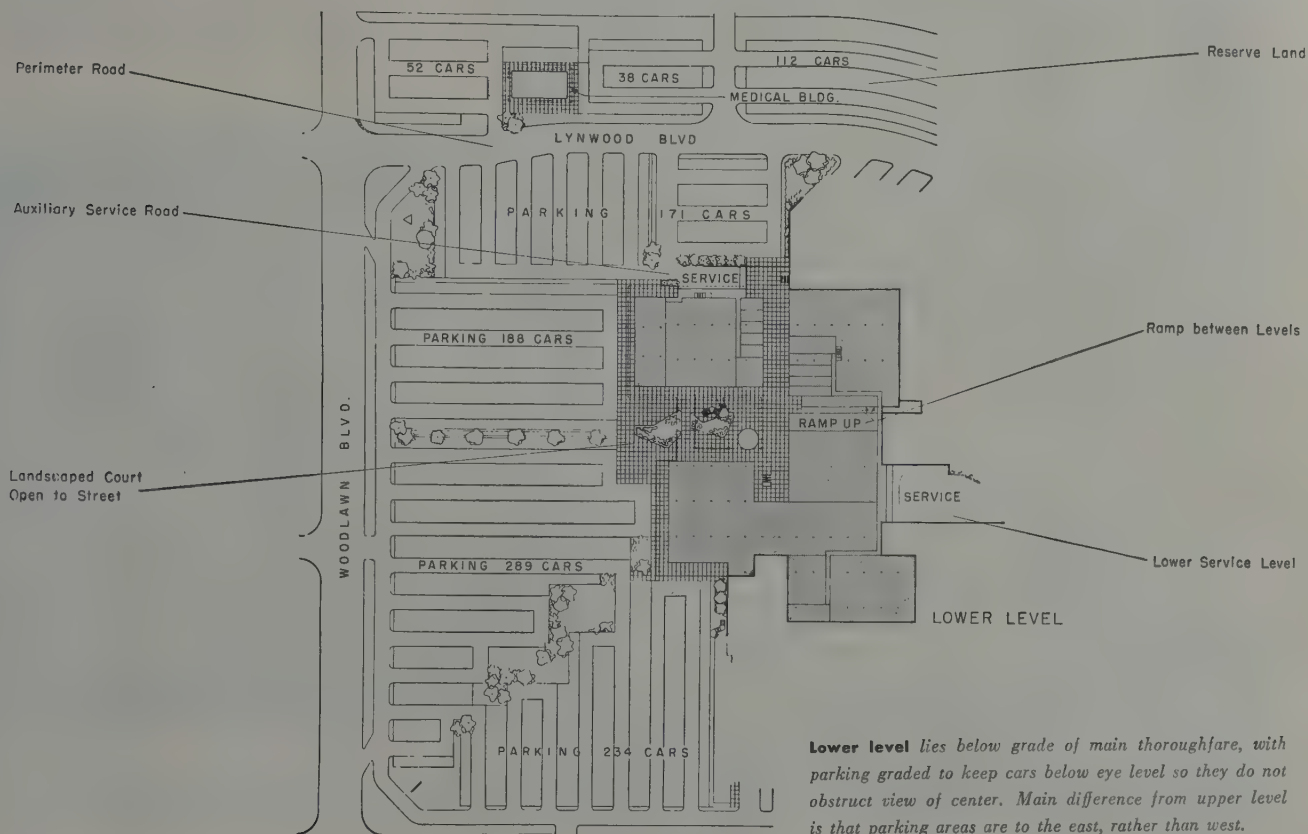 Perimeter Road
Reserve Land
52 CARS
38 CARS
112 CARS
MEDICAL BLDG.
LYNWOOD BLVD
Auxiliary Service Road
PARKING 171 CARS
SERVICE
PARKING 188 CARS
Ramp between Levels
RAMP UP
WOODLAWN BLVD.
Landscaped Court
Open to Street
SERVICE
Lower Service Level
PARKING 289 CARS
LOWER LEVEL
PARKING 234 CARS
Lower level lies below grade of main thoroughfare, with
parking graded to keep cars below eye level so they do not
obstruct view of center. Main difference from upper level
is that parking areas are to the east, rather than west.